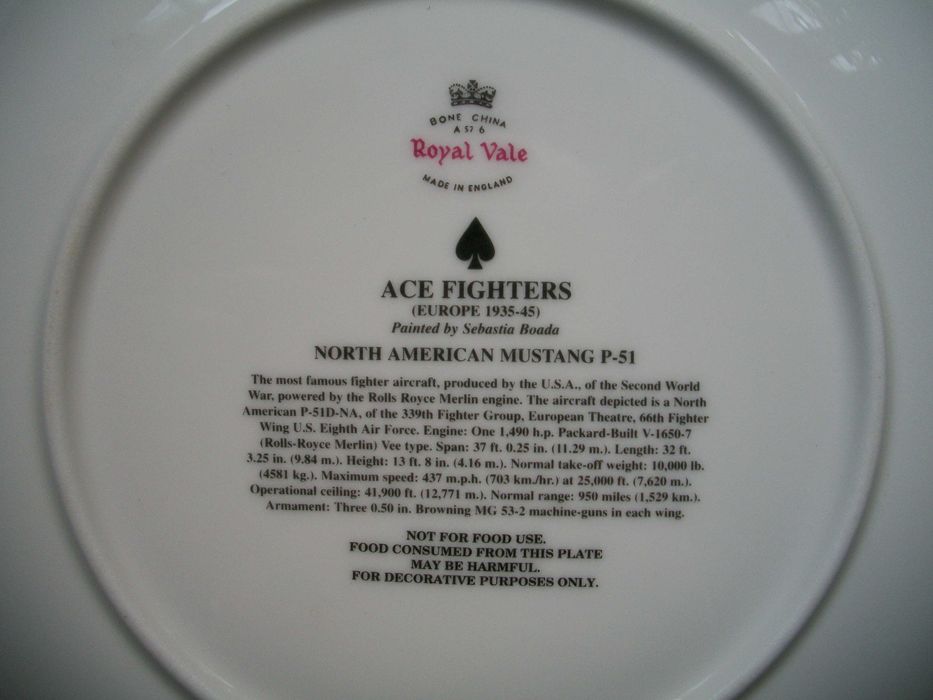 BONE CHINA
A 57 6
Royal Vale
MADE IN ENGLAND
ACE FIGHTERS
(EUROPE 1935-45)
Painted by Sebastia Boada
NORTH AMERICAN MUSTANG P-51
The most famous fighter aircraft, produced by the U.S.A., of the Second World
War, powered by the Rolls Royce Merlin engine. The aircraft depicted is a North
American P-51D-NA, of the 339th Fighter Group, European Theatre, 66th Fighter
Wing U.S. Eighth Air Force. Engine: One 1,490 h.p. Packard-Built V-1650-7
(Rolls-Royce Merlin) Vee type. Span: 37 ft. 0.25 in. (11.29 m.). Length: 32 ft.
3.25 in. (9.84 m.). Height: 13 ft. 8 in. (4.16 m.). Normal take-off weight: 10,000 lb.
(4581 kg.). Maximum speed: 437 m.p.h. (703 km./hr.) at 25,000 ft. (7,620 m.).
Operational ceiling: 41,900 ft. (12,771 m.). Normal range: 950 miles (1,529 km.).
Armament: Three 0.50 in. Browning MG 53-2 machine-guns in each wing.
NOT FOR FOOD USE.
FOOD CONSUMED FROM THIS PLATE
MAY BE HARMFUL.
FOR DECORATIVE PURPOSES ONLY.